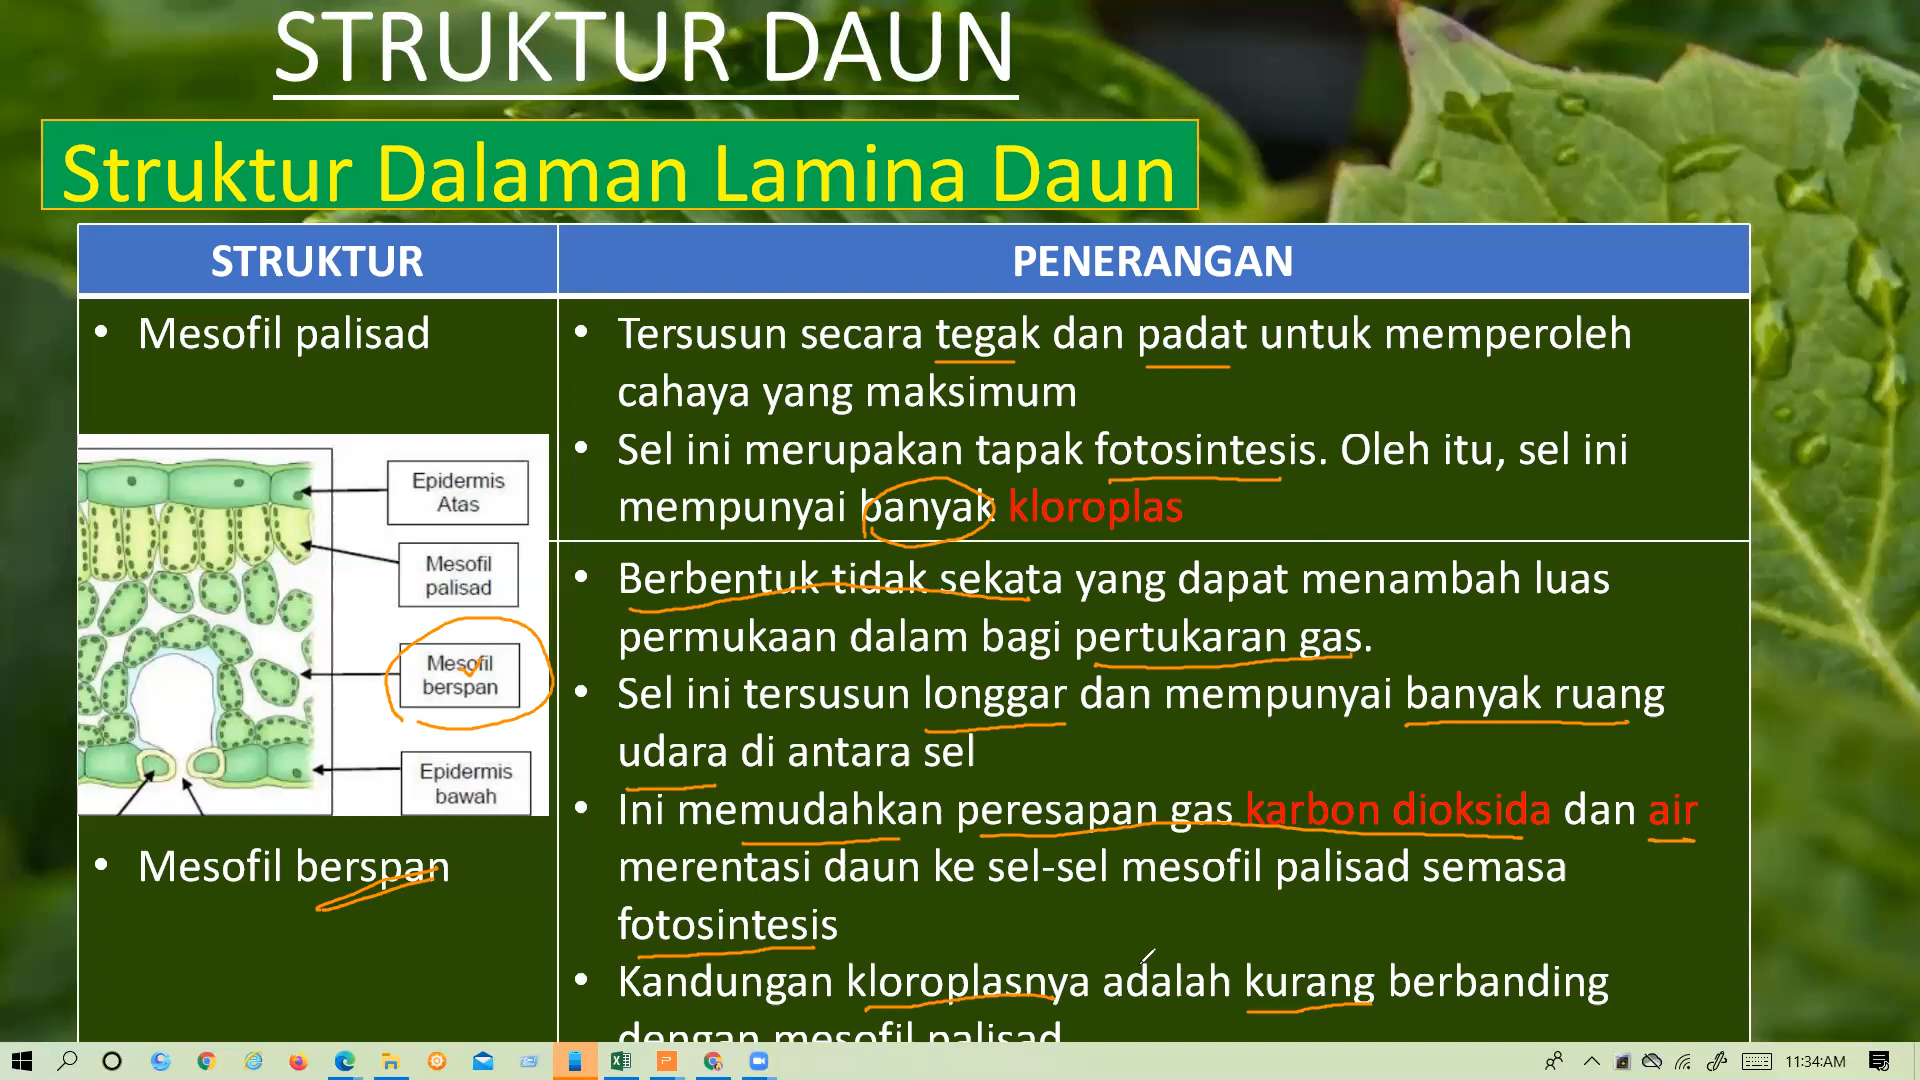 STRUKTUR DAUN
Struktur Dalaman Lamina Daun
STRUKTUR
PENERANGAN
• Mesofil palisad
• Tersusun secara tegak dan padat untuk memperoleh
cahaya yang maksimum
• Sel ini merupakan tapak fotosintesis. Oleh itu, sel ini
mempunyai banyak kloroplas
Epidermis
Atas
Mesofil
palisad
Mesofil
berspan
Epidermis
bawah
• Mesofil berspan
• Berbentuk tidak sekata yang dapat menambah luas
permukaan dalam bagi pertukaran gas.
• Sel ini tersusun longgar dan mempunyai banyak ruang
udara di antara sel
• Ini memudahkan peresapan gas karbon dioksida dan air
merentasi daun ke sel-sel mesofil palisad semasa
fotosintesis
• Kandungan kloroplasnya adalah kurang berbanding
dengan mesofil palisad
11:34:AM